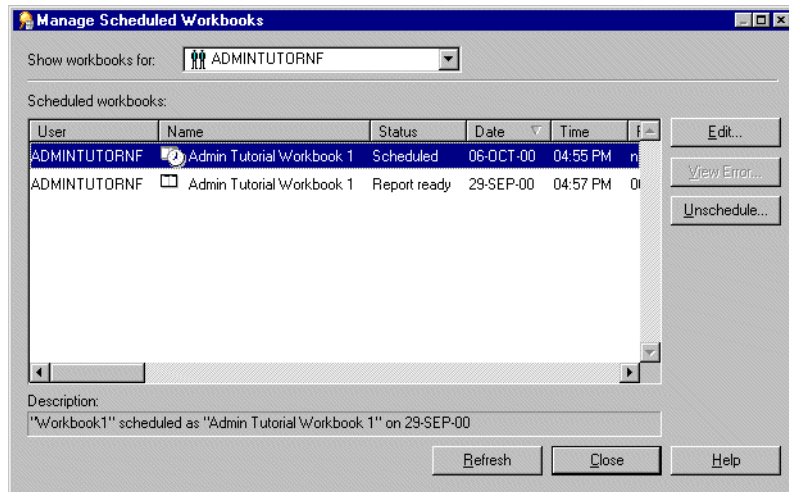 Manage Scheduled Workbooks
Show workbooks for: ADMINTUTORNF
Scheduled workbooks:
User Name Status Date Time
ADMINTUTORNF Admin Tutorial Workbook 1 Scheduled 06-OCT-00 04:55 PM
ADMINTUTORNF Admin Tutorial Workbook 1 Report ready 29-SEP-00 04:57 PM
Edit...
View Error...
Unschedule...
Description:
"Workbook1" scheduled as "Admin Tutorial Workbook 1" on 29-SEP-00
Refresh Close Help